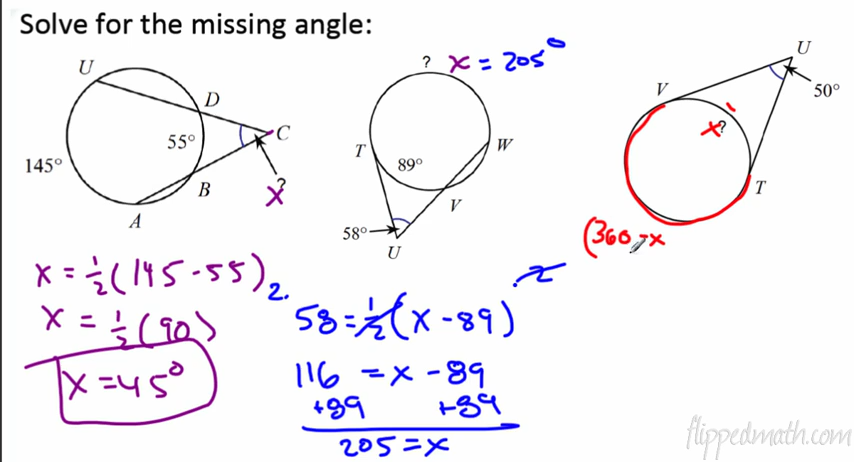 Solve for the missing angle:
U
D
C
55°
145°
B
A
?
x
x = ½(145-55)
x = ½(90)
x = 45°
?
x = 205°
T
W
89°
V
58°
U
2.
58 = ½(x - 89)
.2
116 = x - 89
+89 +89
205 = x
U
V
50°
x?
T
(360-x
flippedmath.com